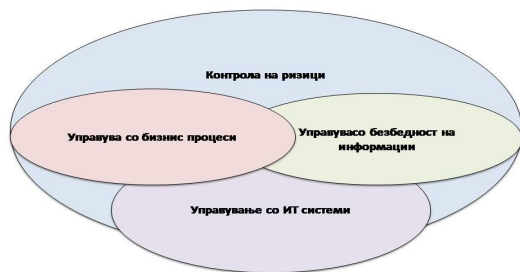 Контрола на ризици
Управува со бизнис процеси
Управувасо безбедност на
информации
Управување со ИТ системи